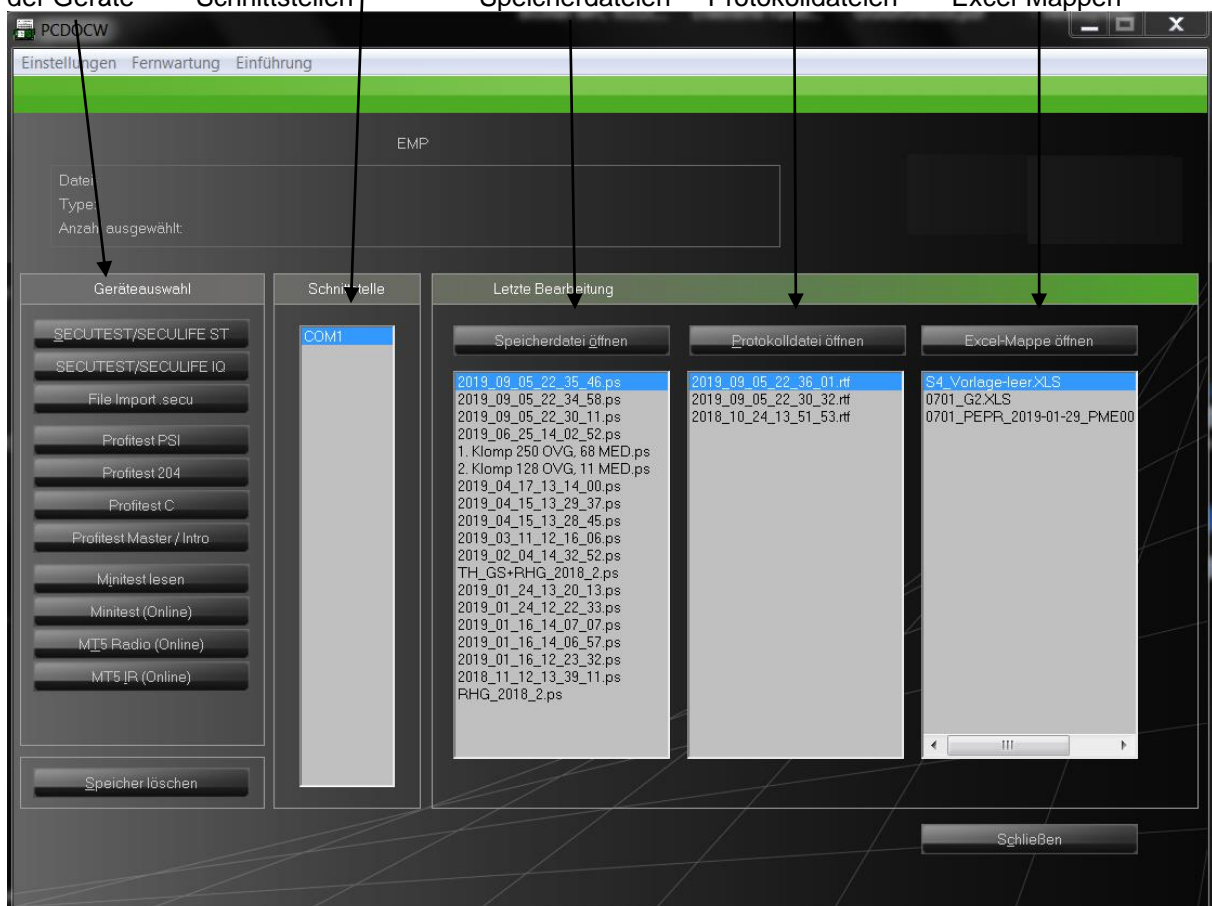 der Geräte Schnittstellen Speicherdateien Protokolldateien Excel-Mappen
PCDOCW
Einstellungen Fernwartung Einführung
EMP
Datei
Type:
Anzahl ausgewählt:
Geräteauswahl
SECUTEST/SECULIFE ST
SECUTEST/SECULIFE IQ
File Import .secu
Profitest PSI
Profitest 204
Profitest C
Profitest Master / Intro
Minitest lesen
Minitest (Online)
MT5 Radio (Online)
MT5 IR (Online)
Speicher löschen
Schnittstelle
COM1
Letzte Bearbeitung
Speicherdatei öffnen
2019_09_05_22_35_46.ps
2019_09_05_22_34_58.ps
2019_09_05_22_30_11.ps
2019_06_25_14_02_52.ps
1. Klomp 250 OVG, 68 MED.ps
2. Klomp 128 OVG, 11 MED.ps
2019_04_17_13_14_00.ps
2019_04_15_13_29_37.ps
2019_04_15_13_28_45.ps
2019_03_11_12_16_06.ps
2019_02_04_14_32_52.ps
TH_GS+RHG_2018_2.ps
2019_01_24_13_20_13.ps
2019_01_24_12_22_33.ps
2019_01_16_14_07_07.ps
2019_01_16_14_06_57.ps
2019_01_16_12_23_32.ps
2018_11_12_13_39_11.ps
RHG_2018_2.ps
Protokolldatei öffnen
2019_09_05_22_36_01.rtf
2019_09_05_22_30_32.rtf
2018_10_24_13_51_53.rtf
Excel-Mappe öffnen
S4_Vorlage-leer.XLS
0701_G2.XLS
0701_PEPR_2019-01-29_PME00
Schließen